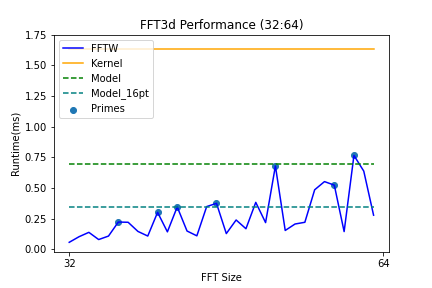 FFT3d Performance (32:64)
Runtime(ms)
1.75
1.50
1.25
1.00
0.75
0.50
0.25
0.00
FFTW
Kernel
Model
Model_16pt
Primes
32
64
FFT Size